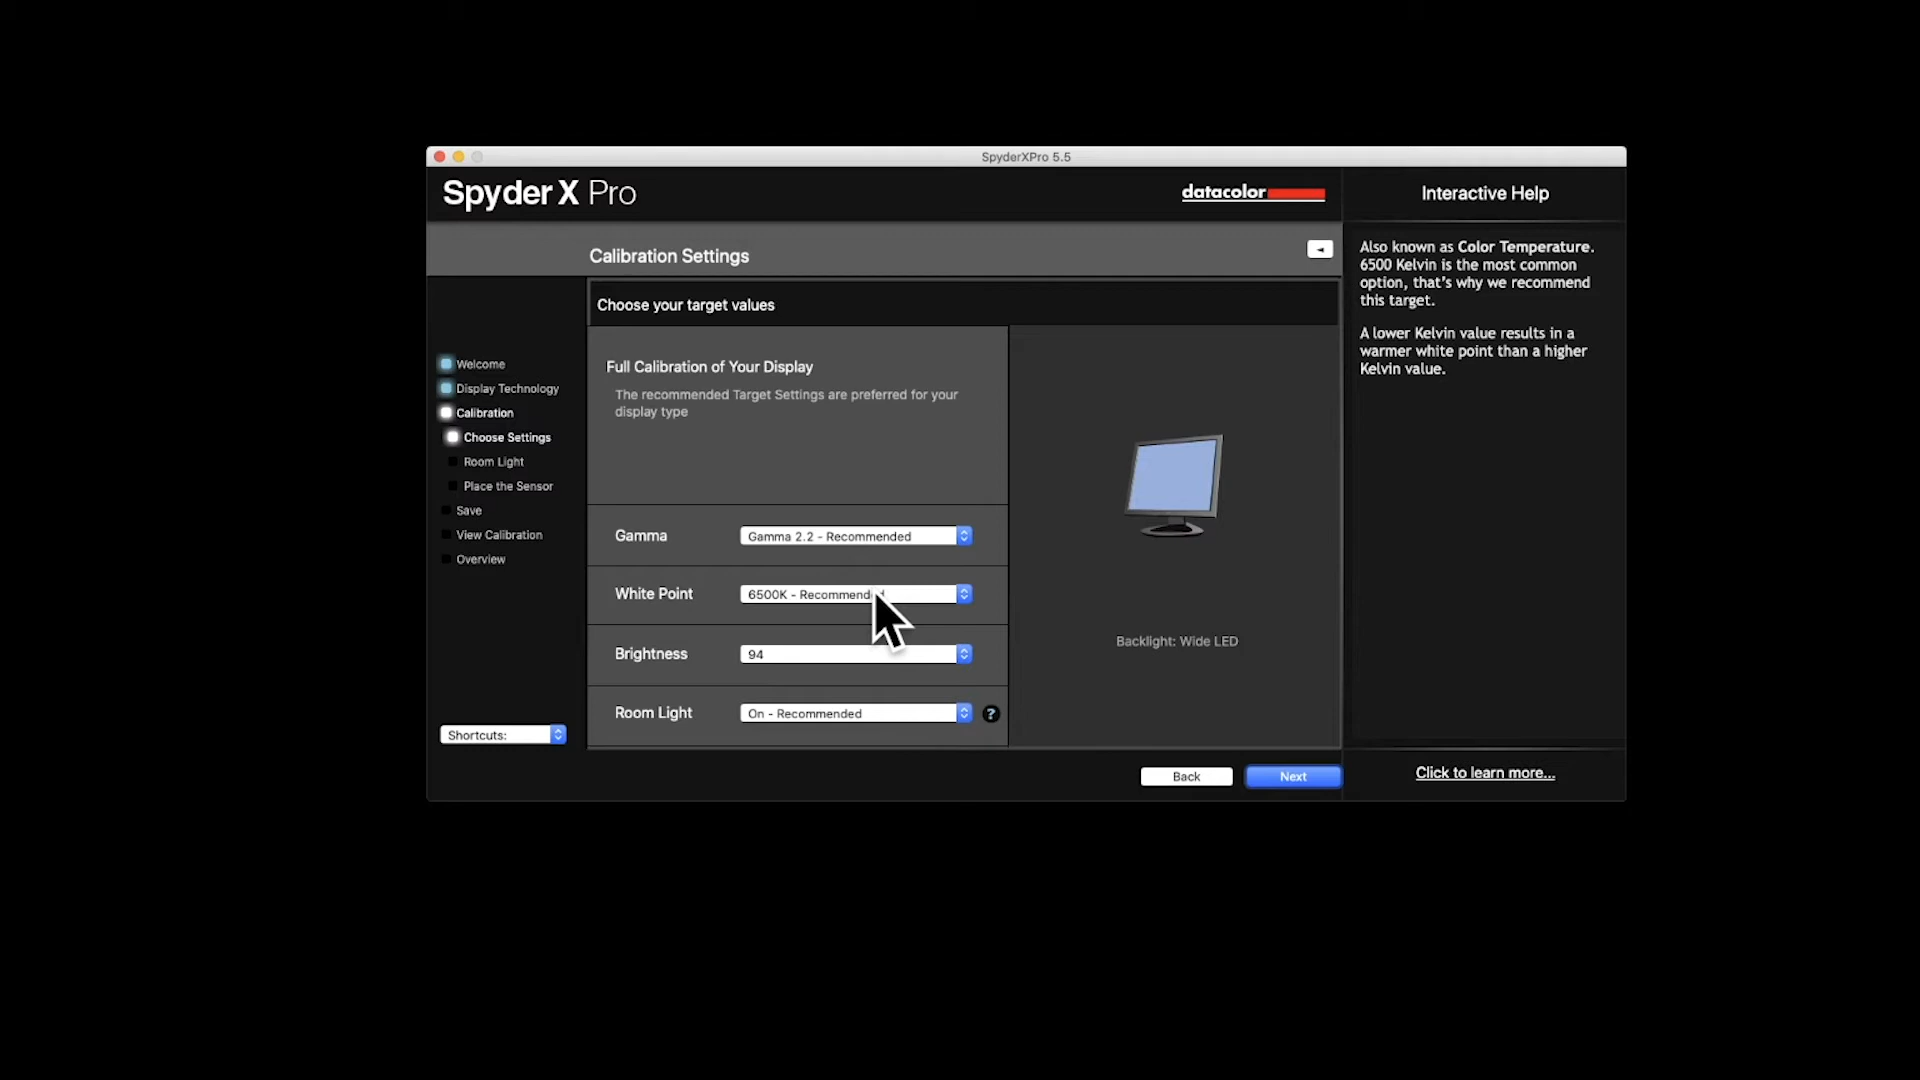 SpyderXPro 5.5
Spyder X Pro
datacolor
Interactive Help
Calibration Settings
Also known as Color Temperature.
6500 Kelvin is the most common
option, that's why we recommend
this target.
A lower Kelvin value results in a
warmer white point than a higher
Kelvin value.
Choose your target values
Welcome
Display Technology
Calibration
Choose Settings
Room Light
Place the Sensor
Save
View Calibration
Overview
Shortcuts:
Full Calibration of Your Display
The recommended Target Settings are preferred for your
display type
Gamma
Gamma 2.2 - Recommended
White Point
6500K - Recommended
Brightness
94
Room Light
On - Recommended
?
Backlight: Wide LED
Back
Next
Click to learn more...